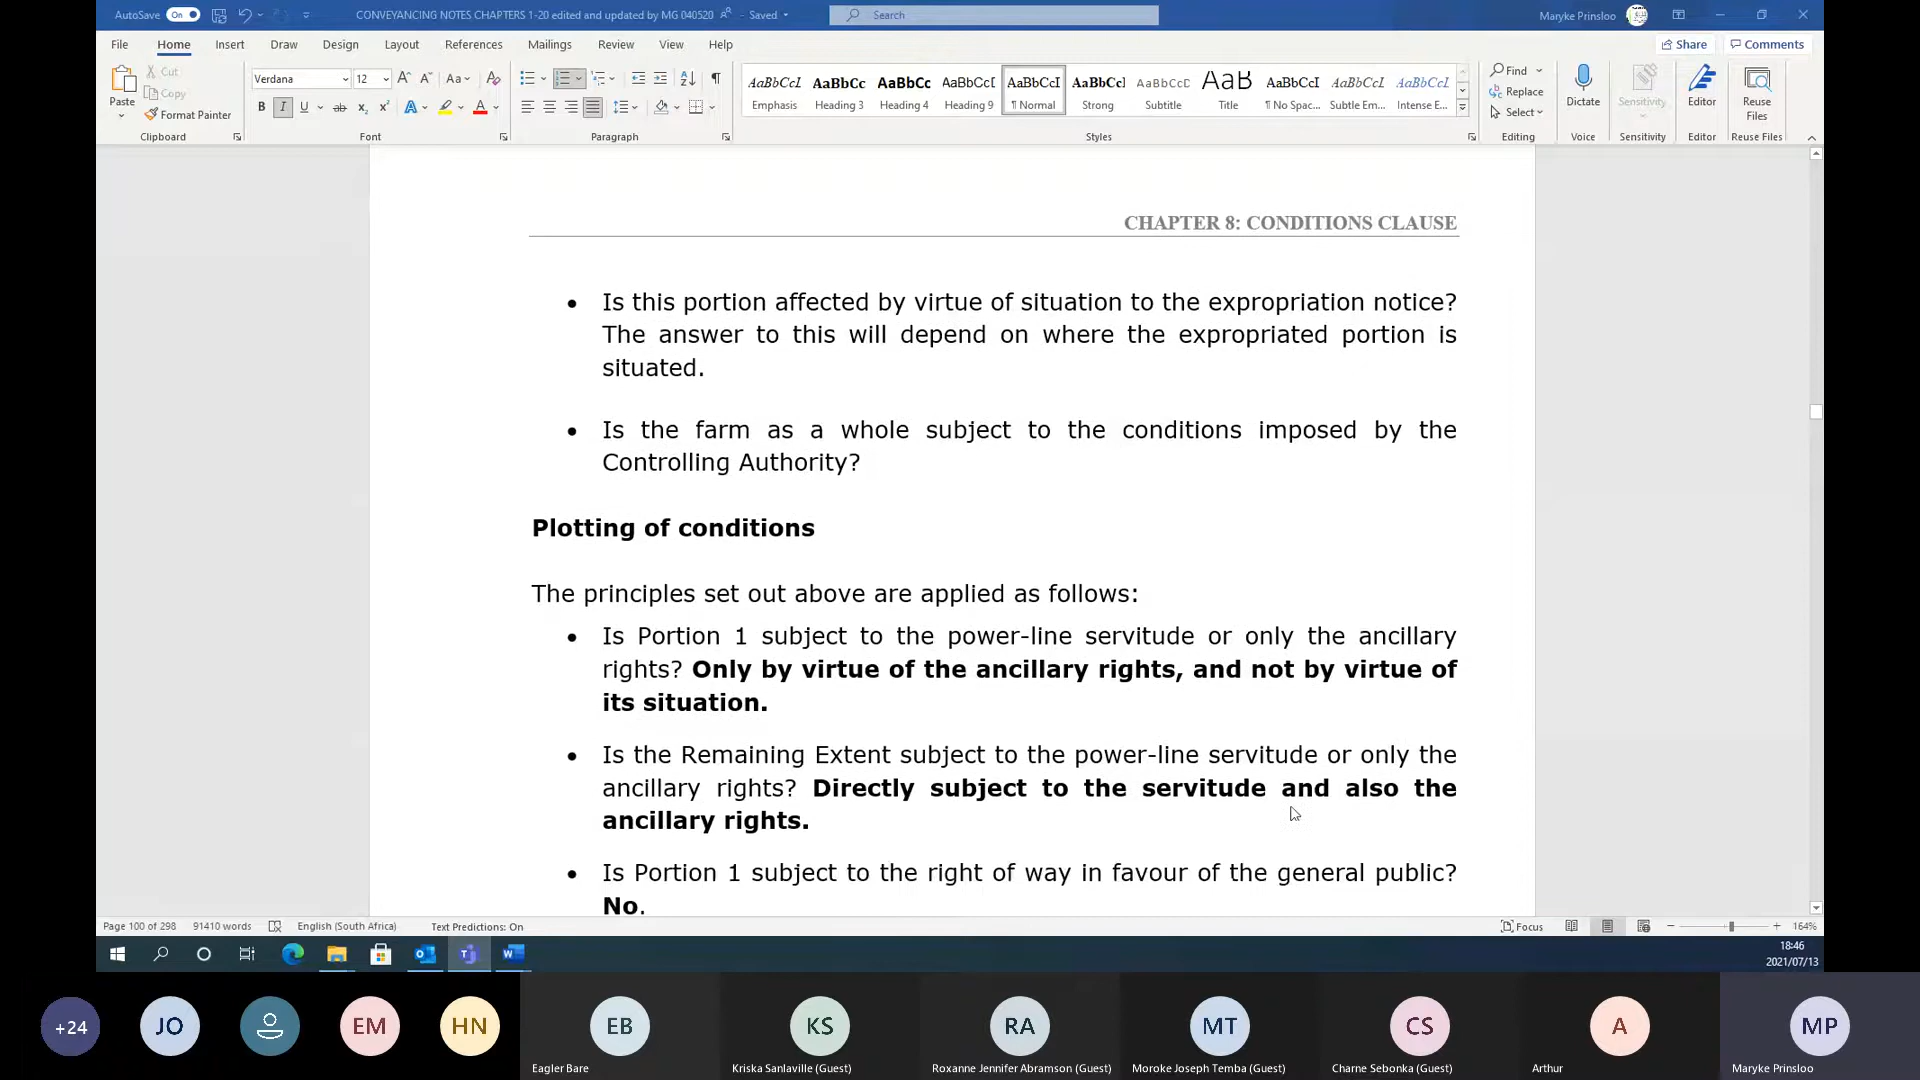 AutoSave On CONVEYANCING NOTES CHAPTERS 1-20 edited and updated by MG 040520 - Saved Search Maryke Prinsloo
File Home Insert Draw Design Layout References Mailings Review View Help Share Comments
Paste Cut Copy Format Painter
Verdana 12
AaBbCcI Emphasis AaBbCc Heading 3 AaBbCc Heading 4 AaBbCcI Heading 9 AaBbCcI ¶ Normal AaBbCcI Strong AaBbCcI Subtitle AaB Title AaBbCcI ¶ No Spac... AaBbCcI Subtle Em... AaBbCcI Intense E...
Find Replace Select Dictate Sensitivity Editor Reuse Files
Clipboard Font Paragraph Styles Editing Voice Sensitivity Editor Reuse Files
CHAPTER 8: CONDITIONS CLAUSE
• Is this portion affected by virtue of situation to the expropriation notice?
The answer to this will depend on where the expropriated portion is
situated.
• Is the farm as a whole subject to the conditions imposed by the
Controlling Authority?
Plotting of conditions
The principles set out above are applied as follows:
• Is Portion 1 subject to the power-line servitude or only the ancillary
rights? Only by virtue of the ancillary rights, and not by virtue of
its situation.
• Is the Remaining Extent subject to the power-line servitude or only the
ancillary rights? Directly subject to the servitude and also the
ancillary rights.
• Is Portion 1 subject to the right of way in favour of the general public?
No.
Page 100 of 298 91410 words English (South Africa) Text Predictions: On Focus 164%
18:46
2021/07/13
+24 JO EM HN EB KS RA MT CS A MP
Eagler Bare Kriska Sanlaville (Guest) Roxanne Jennifer Abramson (Guest) Moroke Joseph Temba (Guest) Charne Sebonka (Guest) Arthur Maryke Prinsloo